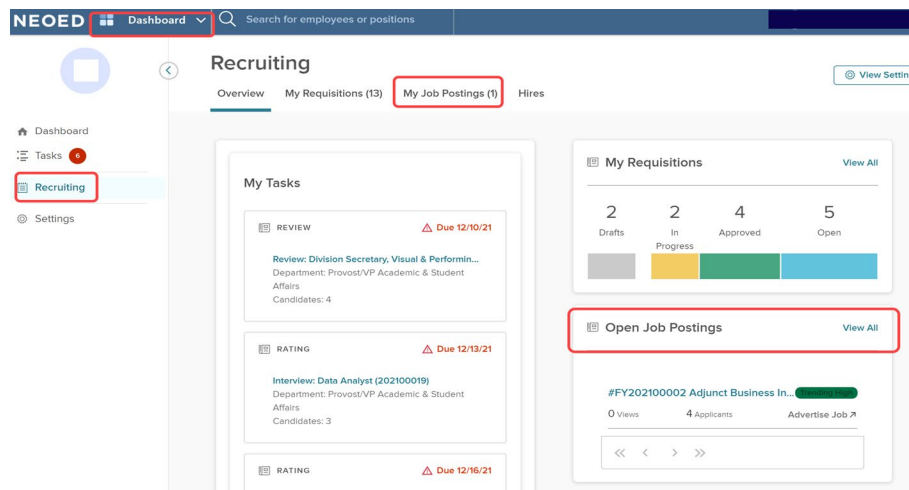 NEOED Dashboard Search for employees or positions
Recruiting
View Settin
Overview My Requisitions (13) My Job Postings (1) Hires
Dashboard
Tasks 6
Recruiting
Settings
My Tasks
REVIEW Due 12/10/21
Review: Division Secretary, Visual & Performin...
Department: Provost/VP Academic & Student
Affairs
Candidates: 4
RATING Due 12/13/21
Interview: Data Analyst (202100019)
Department: Provost/VP Academic & Student
Affairs
Candidates: 3
RATING Due 12/16/21
My Requisitions View All
2 2 4 5
Drafts In Approved Open
Progress
Open Job Postings View All
#FY202100002 Adjunct Business In... Trending High
0 Views 4 Applicants Advertise Job